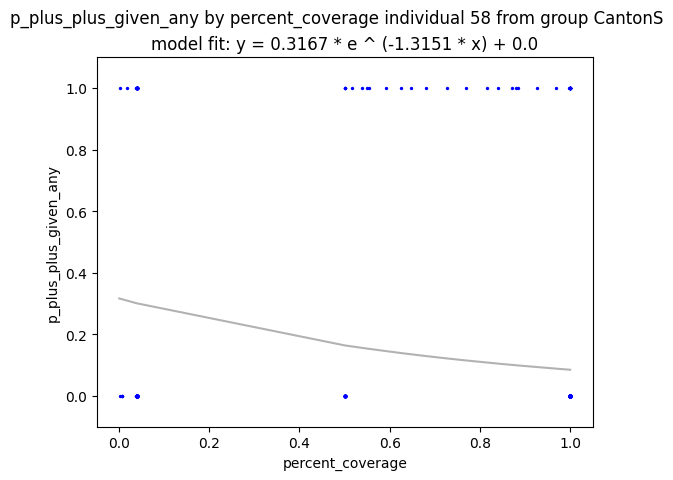 p_plus_plus_given_any by percent_coverage individual 58 from group CantonS
model fit: y = 0.3167 * e ^ (-1.3151 * x) + 0.0
1.0
0.8
0.6
0.4
0.2
0.0
p_plus_plus_given_any
0.0 0.2 0.4 0.6 0.8 1.0
percent_coverage